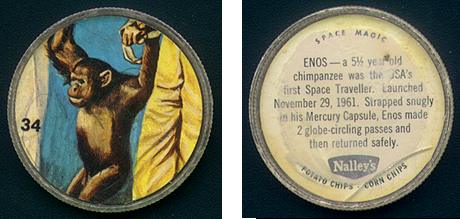 34
SPACE MAGIC
ENOS — a 5½ year old
chimpanzee was the USA's
first Space Traveller. Launched
November 29, 1961. Strapped snugly
in his Mercury Capsule, Enos made
2 globe-circling passes and
then returned safely.
Nalley's
POTATO CHIPS - CORN CHIPS